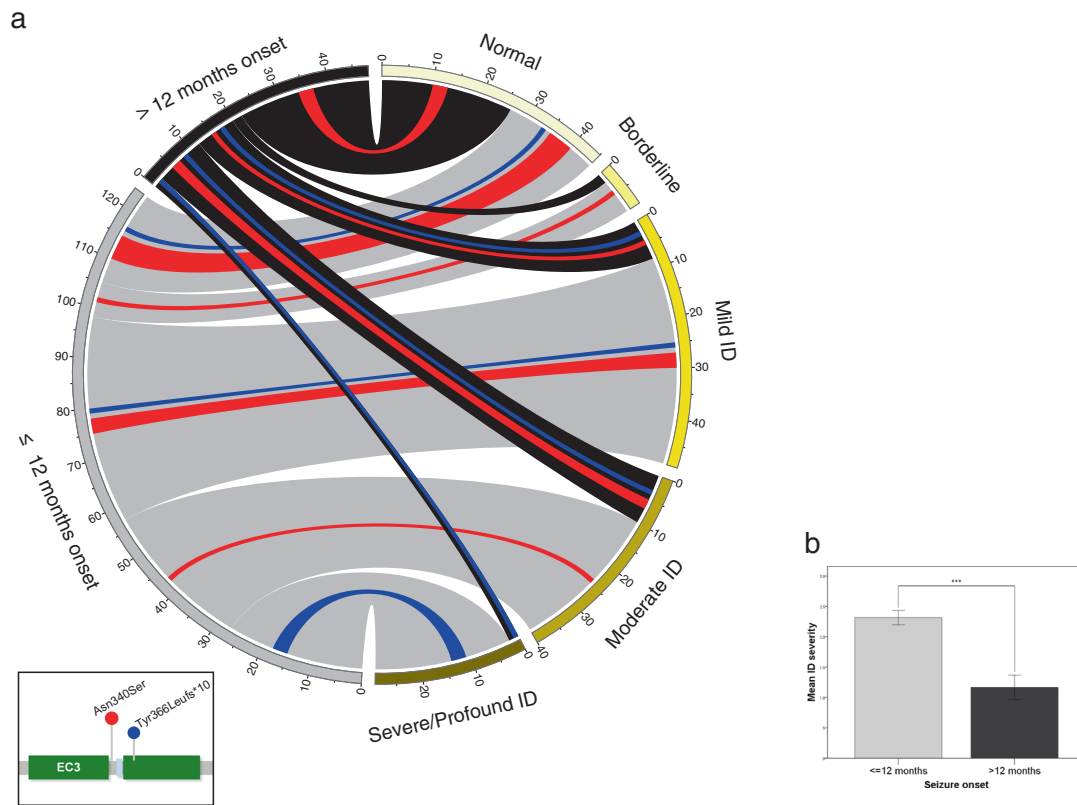 a
> 12 months onset
Normal
Borderline
Mild ID
Moderate ID
Severe/Profound ID
≤ 12 months onset
0 10 20 30 40
0 10 20 30 40
0
0 10 20 30 40
0 10 20 30 40
0 10 20
0 10 20 30 40 50 60 70 80 90 100 110 120
Asn340Ser
Tyr366Leufs*10
EC3
b
***
Mean ID severity
<=12 months
>12 months
Seizure onset